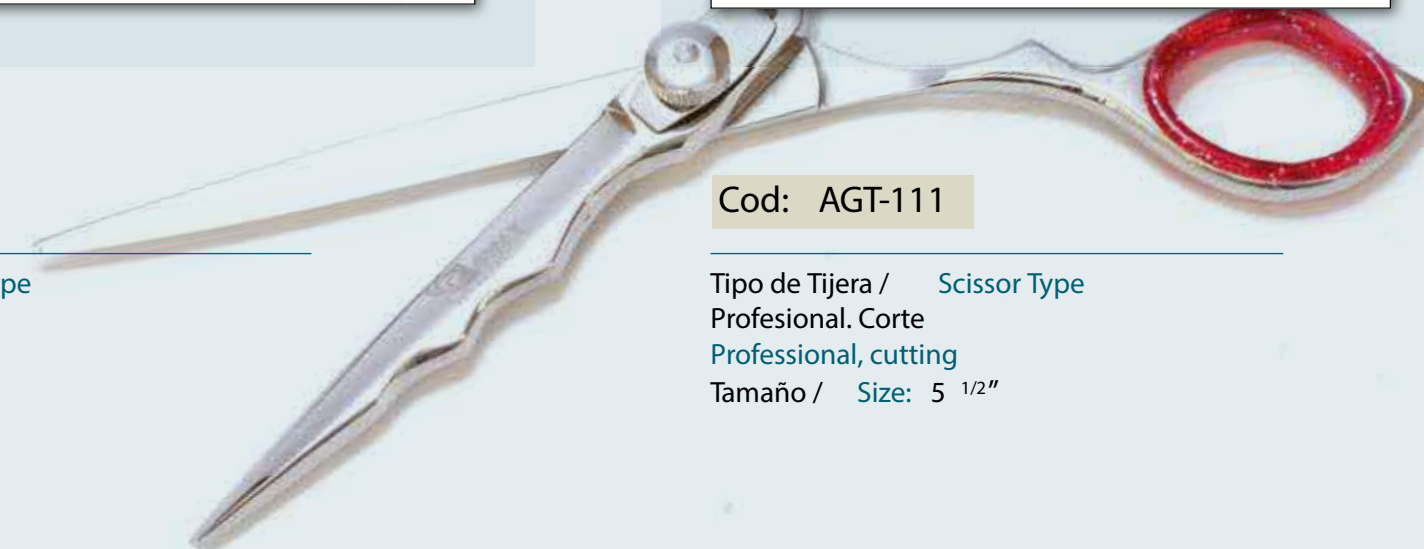 Cod: AGT-111
pe
Tipo de Tijera / Scissor Type
Profesional. Corte
Professional, cutting
Tamaño / Size: 5 1/2"